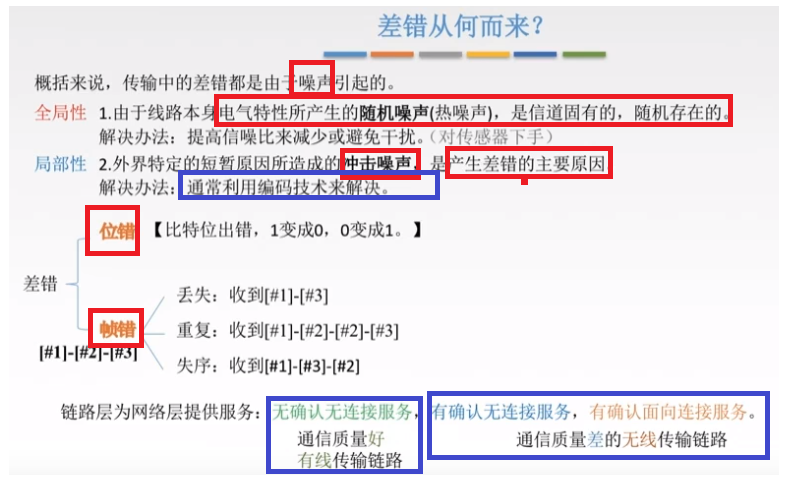 差错从何而来？
概括来说，传输中的差错都是由于噪声引起的。
全局性 1.由于线路本身电气特性所产生的随机噪声(热噪声)，是信道固有的，随机存在的。
解决办法：提高信噪比来减少或避免干扰。（对传感器下手）
局部性 2.外界特定的短暂原因所造成的冲击噪声，是产生差错的主要原因
解决办法：通常利用编码技术来解决。
位错 【比特位出错，1变成0，0变成1。】
差错
丢失：收到[#1]-[#3]
帧错 重复：收到[#1]-[#2]-[#2]-[#3]
[#1]-[#2]-[#3]
失序：收到[#1]-[#3]-[#2]
链路层为网络层提供服务：无确认无连接服务，有确认无连接服务，有确认面向连接服务。
通信质量好 通信质量差的无线传输链路
有线传输链路